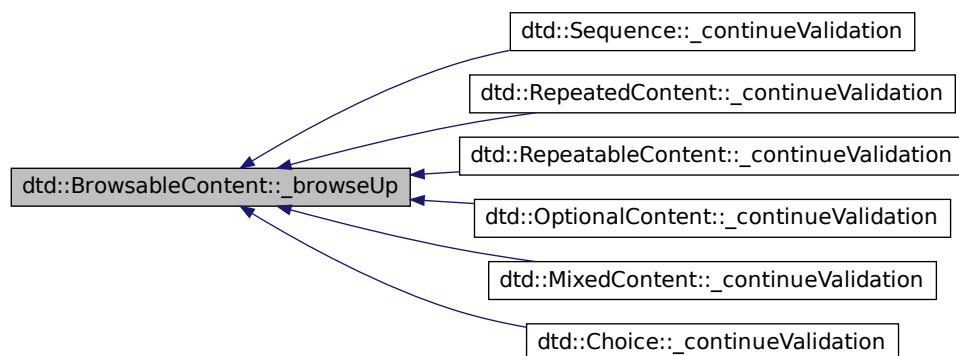 dtd::Sequence::_continueValidation
dtd::RepeatedContent::_continueValidation
dtd::RepeatableContent::_continueValidation
dtd::BrowsableContent::_browseUp
dtd::OptionalContent::_continueValidation
dtd::MixedContent::_continueValidation
dtd::Choice::_continueValidation